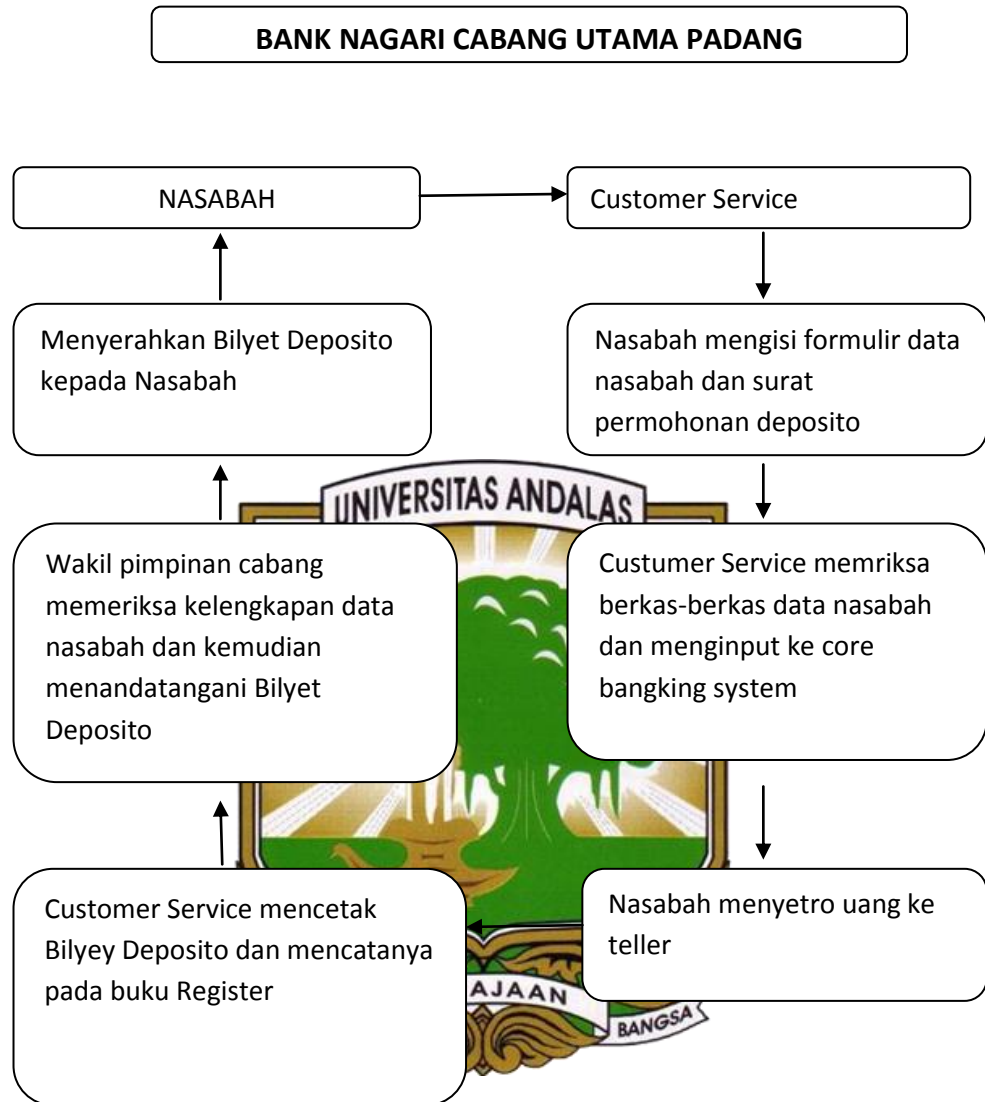 BANK NAGARI CABANG UTAMA PADANG
NASABAH
Customer Service
Nasabah mengisi formulir data
nasabah dan surat
permohonan deposito
Custumer Service memriksa
berkas-berkas data nasabah
dan menginput ke core
bangking system
Nasabah menyetro uang ke
teller
Customer Service mencetak
Bilyey Deposito dan mencatanya
pada buku Register
Wakil pimpinan cabang
memeriksa kelengkapan data
nasabah dan kemudian
menandatangani Bilyet
Deposito
Menyerahkan Bilyet Deposito
kepada Nasabah
UNIVERSITAS ANDALAS
AJAAN
BANGSA